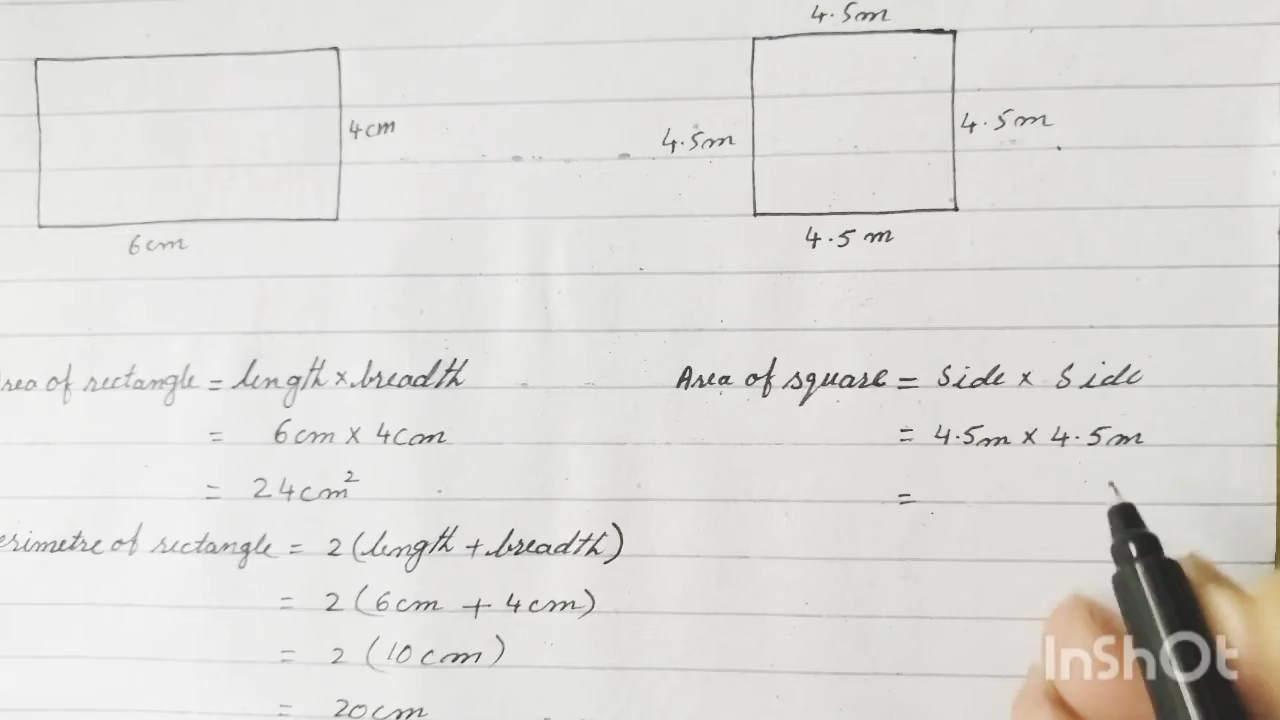 4.5m
4cm
4.5m
4.5m
6cm
4.5 m
rea of rectangle = length × breadth
= 6cm × 4cm
= 24cm²
erimetre of rectangle = 2 (length + breadth)
= 2 (6cm + 4cm)
= 2 (10cm)
= 20cm
Area of square = Side × Side
= 4.5m × 4.5m
=
InShOt